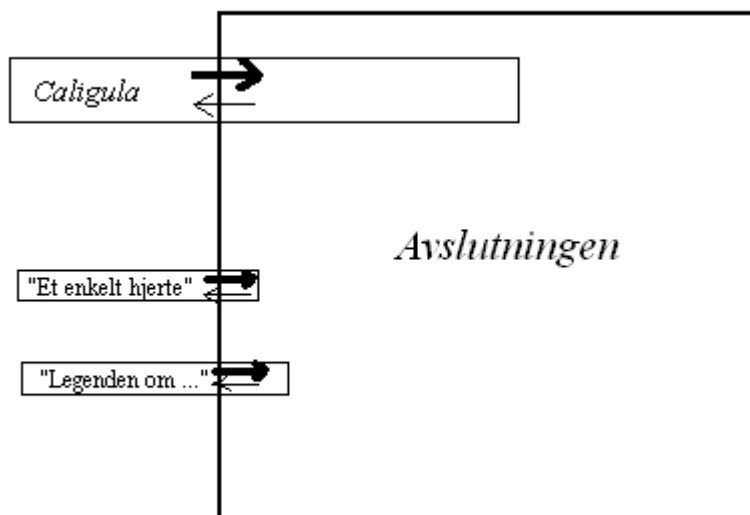 Caligula
Avslutningen
"Et enkelt hjerte"
"Legenden om ..."